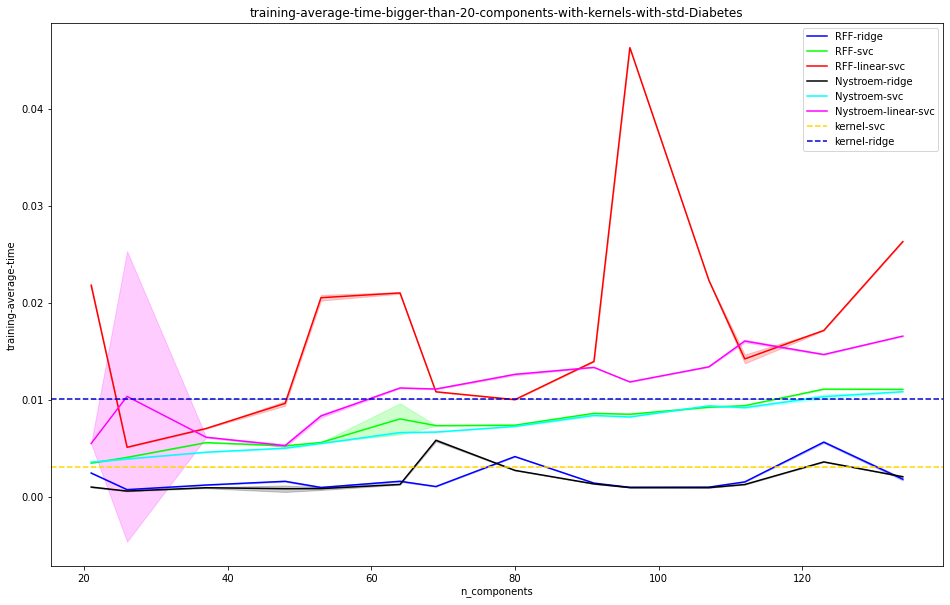 training-average-time-bigger-than-20-components-with-kernels-with-std-Diabetes
RFF-ridge
RFF-svc
RFF-linear-svc
Nystroem-ridge
Nystroem-svc
Nystroem-linear-svc
kernel-svc
kernel-ridge
0.04
0.03
0.02
0.01
0.00
training-average-time
20 40 60 80 100 120
n_components